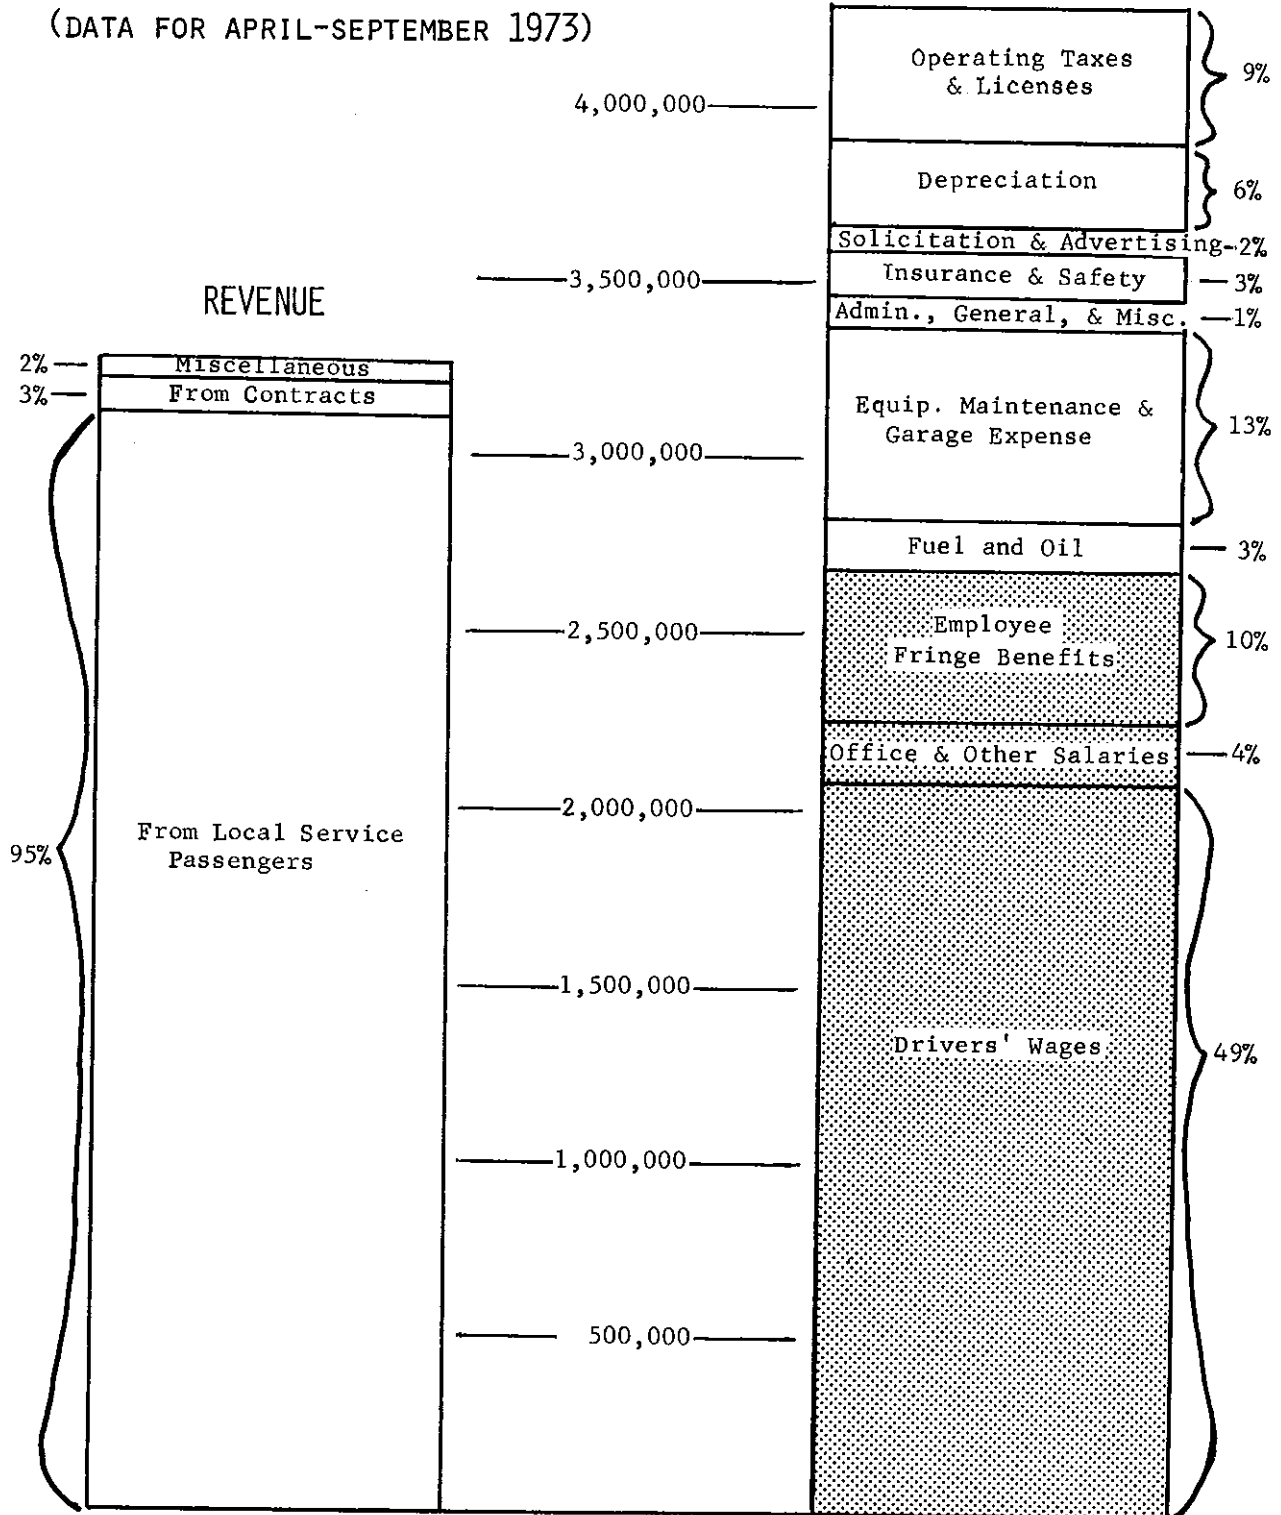 (DATA FOR APRIL-SEPTEMBER 1973)
REVENUE
2%
Miscellaneous
3%
From Contracts
95%
From Local Service
Passengers
4,000,000
3,500,000
3,000,000
2,500,000
2,000,000
1,500,000
1,000,000
500,000
Operating Taxes
& Licenses
9%
Depreciation
6%
Solicitation & Advertising
2%
Insurance & Safety
3%
Admin., General, & Misc.
1%
Equip. Maintenance &
Garage Expense
13%
Fuel and Oil
3%
Employee
Fringe Benefits
10%
Office & Other Salaries
4%
Drivers' Wages
49%